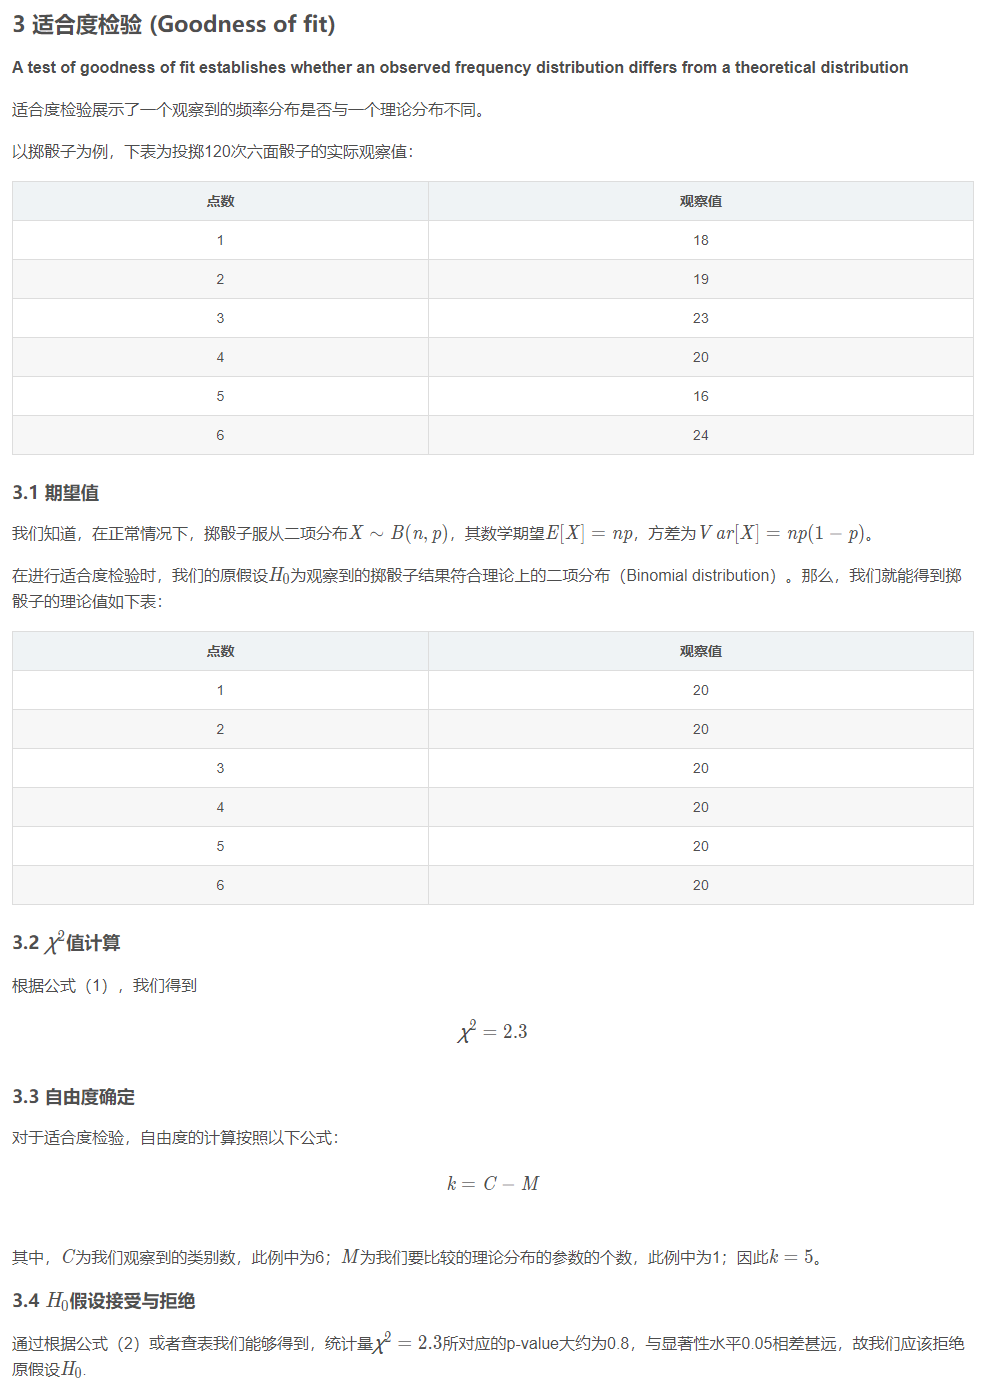 3 适合度检验 (Goodness of fit)
A test of goodness of fit establishes whether an observed frequency distribution differs from a theoretical distribution
适合度检验展示了一个观察到的频率分布是否与一个理论分布不同。
以掷骰子为例，下表为投掷120次六面骰子的实际观察值：
点数 观察值
1 18
2 19
3 23
4 20
5 16
6 24
3.1 期望值
我们知道，在正常情况下，掷骰子服从二项分布X ∼ B(n, p)，其数学期望E[X] = np，方差为Var[X] = np(1 − p)。
在进行适合度检验时，我们的原假设H₀为观察到的掷骰子结果符合理论上的二项分布（Binomial distribution）。那么，我们就能得到掷
骰子的理论值如下表：
点数 观察值
1 20
2 20
3 20
4 20
5 20
6 20
3.2 χ²值计算
根据公式（1），我们得到
χ² = 2.3
3.3 自由度确定
对于适合度检验，自由度的计算按照以下公式：
k = C − M
其中，C为我们观察到的类别数，此例中为6；M为我们要比较的理论分布的参数的个数，此例中为1；因此k = 5。
3.4 H₀假设接受与拒绝
通过根据公式（2）或者查表我们能够得到，统计量χ² = 2.3所对应的p-value大约为0.8，与显著性水平0.05相差甚远，故我们应该拒绝
原假设H₀.